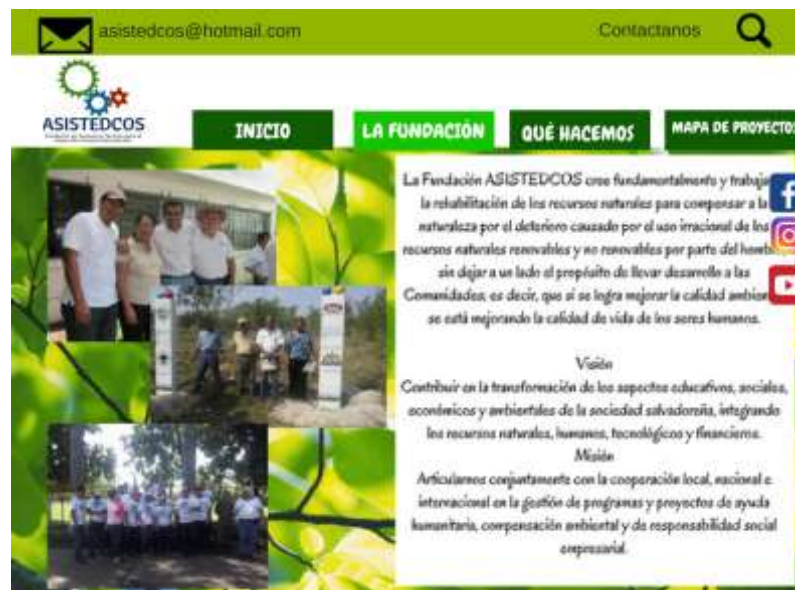 asistedcos@hotmail.com
Contactanos
ASISTEDCOS
INICIO
LA FUNDACIÓN
QUÉ HACEMOS
MAPA DE PROYECTOS
La Fundación ASISTEDCOS cree fundamentalmente y trabaja
la rehabilitación de los recursos naturales para compensar a la
naturaleza por el deterioro causado por el uso irracional de los
recursos naturales renovables y no renovables por parte del
sin dejar a un lado el propósito de llevar desarrollo a las
Comunidades; es decir, que si se logra mejorar la calidad
se está mejorando la calidad de vida de los seres humanos.
Visión
Contribuir en la transformación de los aspectos educativos, sociales,
económicos y ambientales de la sociedad salvadoreña, integrando
los recursos naturales, humanos, tecnológicos y financieros.
Misión
Articulamos conjuntamente con la cooperación local, nacional e
internacional en la gestión de programas y proyectos de ayuda
humanitaria, compensación ambiental y de responsabilidad social
empresarial.